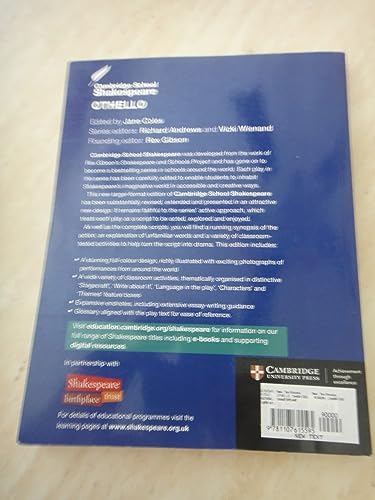 Cambridge School
Shakespeare
OTHELLO
Edited by Jane Coles
Series editors: Richard Andrews and Vicki Wienand
Founding editor: Rex Gibson
Cambridge School Shakespeare was developed from the work of
Rex Gibson's Shakespeare and Schools Project and has gone on to
become a bestselling series in schools around the world. Each play in
the series has been carefully edited to enable students to inhabit
Shakespeare's imaginative world in accessible and creative ways.
This new larger-format edition of Cambridge School Shakespeare
has been substantially revised, extended and presented in an attractive
new design. It remains faithful to the series' active approach, which
treats each play as a script to be acted, explored and enjoyed.
As well as the complete scripts, you will find a running synopsis of the
action, an explanation of unfamiliar words and a variety of classroom-
tested activities to help turn the script into drama. This edition includes:
• A stunning full-colour design, richly illustrated with exciting photographs of
performances from around the world
• A wide variety of classroom activities, thematically organised in distinctive
'Stagecraft', 'Write about it', 'Language in the play', 'Characters' and
'Themes' feature boxes
• Expansive endnotes, including extensive essay-writing guidance
• Glossary aligned with the play text for ease of reference.
Visit education.cambridge.org/shakespeare for information on our
full range of Shakespeare titles including e-books and supporting
digital resources.
In partnership with
Shakespeare
Birthplace trust
For details of educational programmes visit the
learning pages at www.shakespeare.org.uk
CAMBRIDGE
UNIVERSITY PRESS
Achievement
through
excellence
90000
9 781107 615595
NEW TEXT